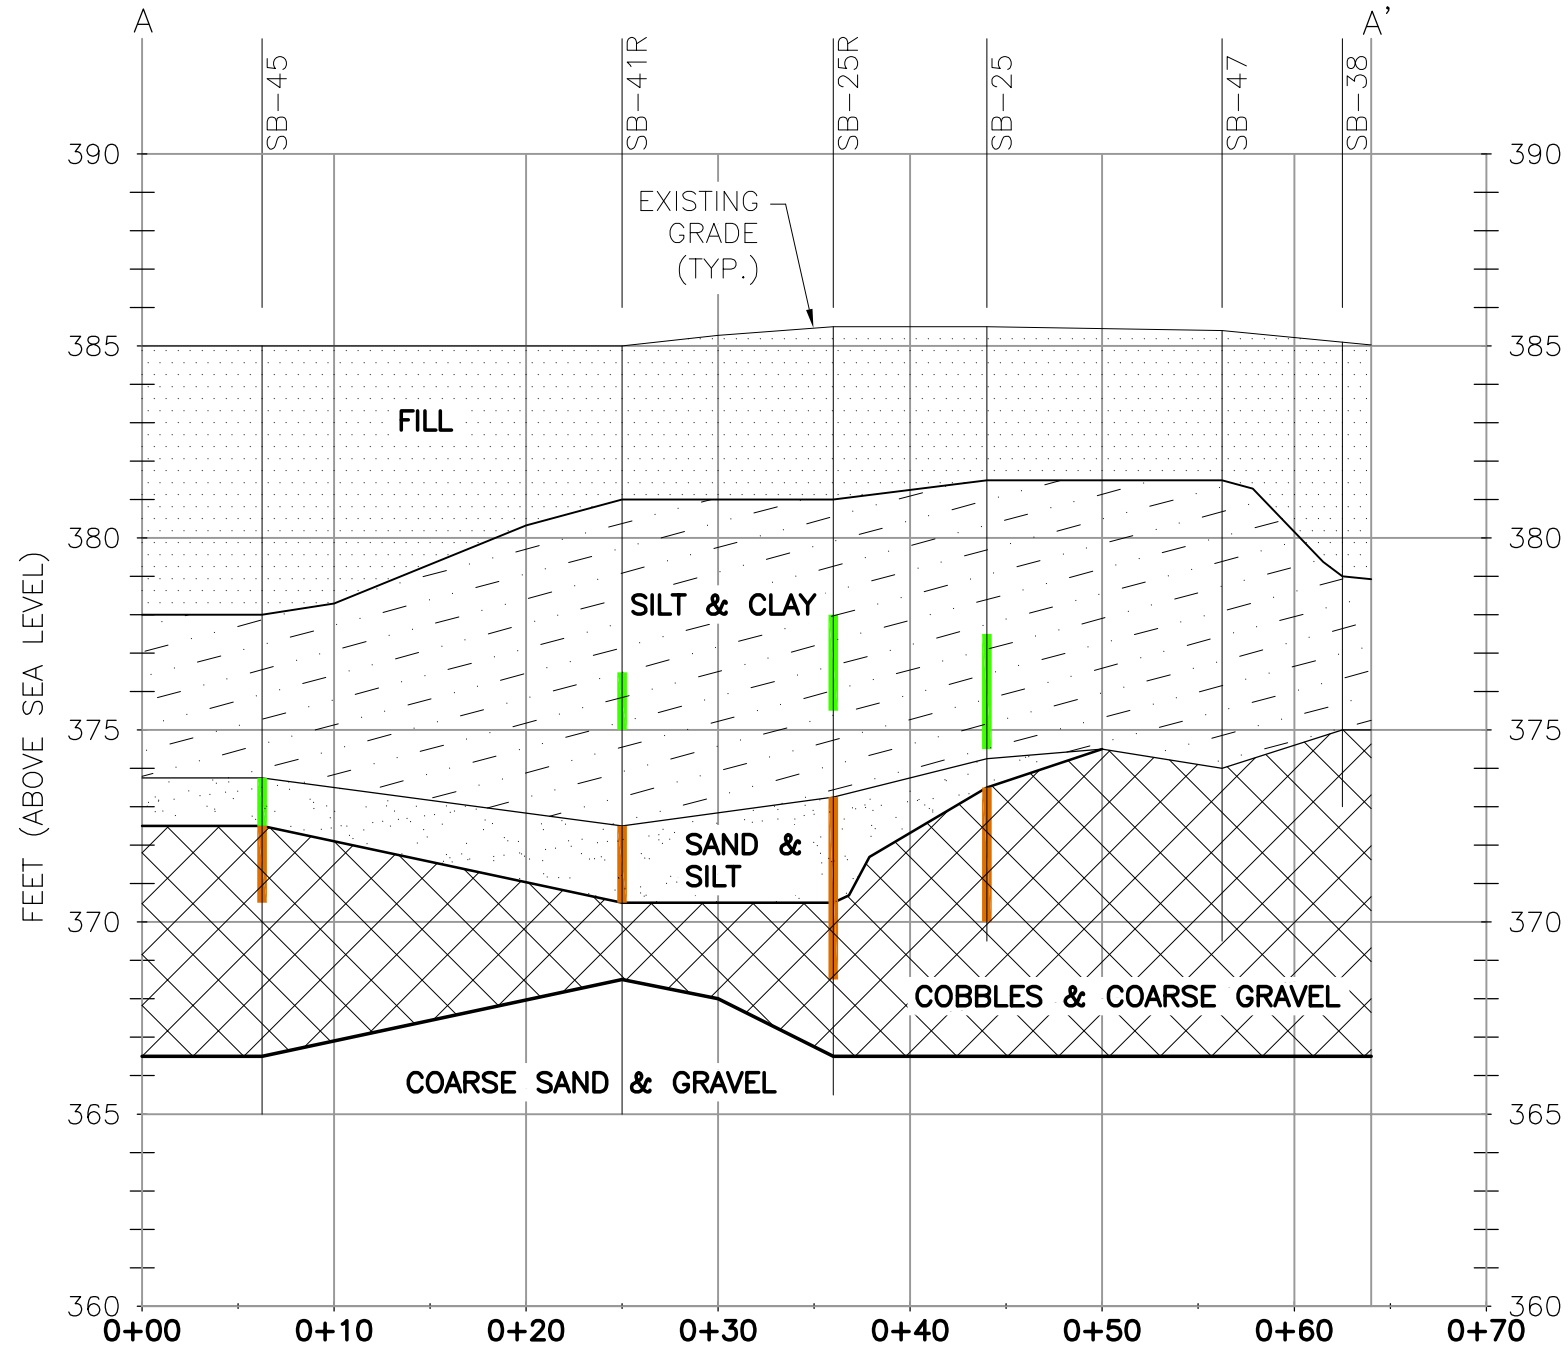 A
A'
SB-45
SB-41R
SB-25R
SB-25
SB-47
SB-38
390
390
EXISTING
GRADE
(TYP.)
385
385
FILL
380
380
SILT & CLAY
375
375
FEET (ABOVE SEA LEVEL)
SAND &
SILT
370
370
COBBLES & COARSE GRAVEL
COARSE SAND & GRAVEL
365
365
360
360
0+00 0+10 0+20 0+30 0+40 0+50 0+60 0+70